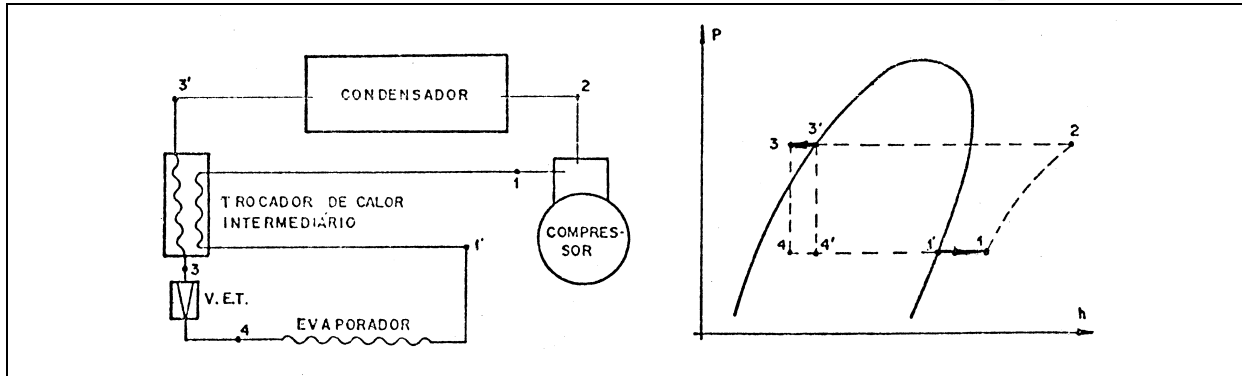 3'
CONDENSADOR
2
1
TROCADOR DE CALOR
INTERMEDIÁRIO
COMPRES-
SOR
1'
3
V.E.T.
4
EVAPORADOR
P
3
3'
2
4
4'
1'
1
h